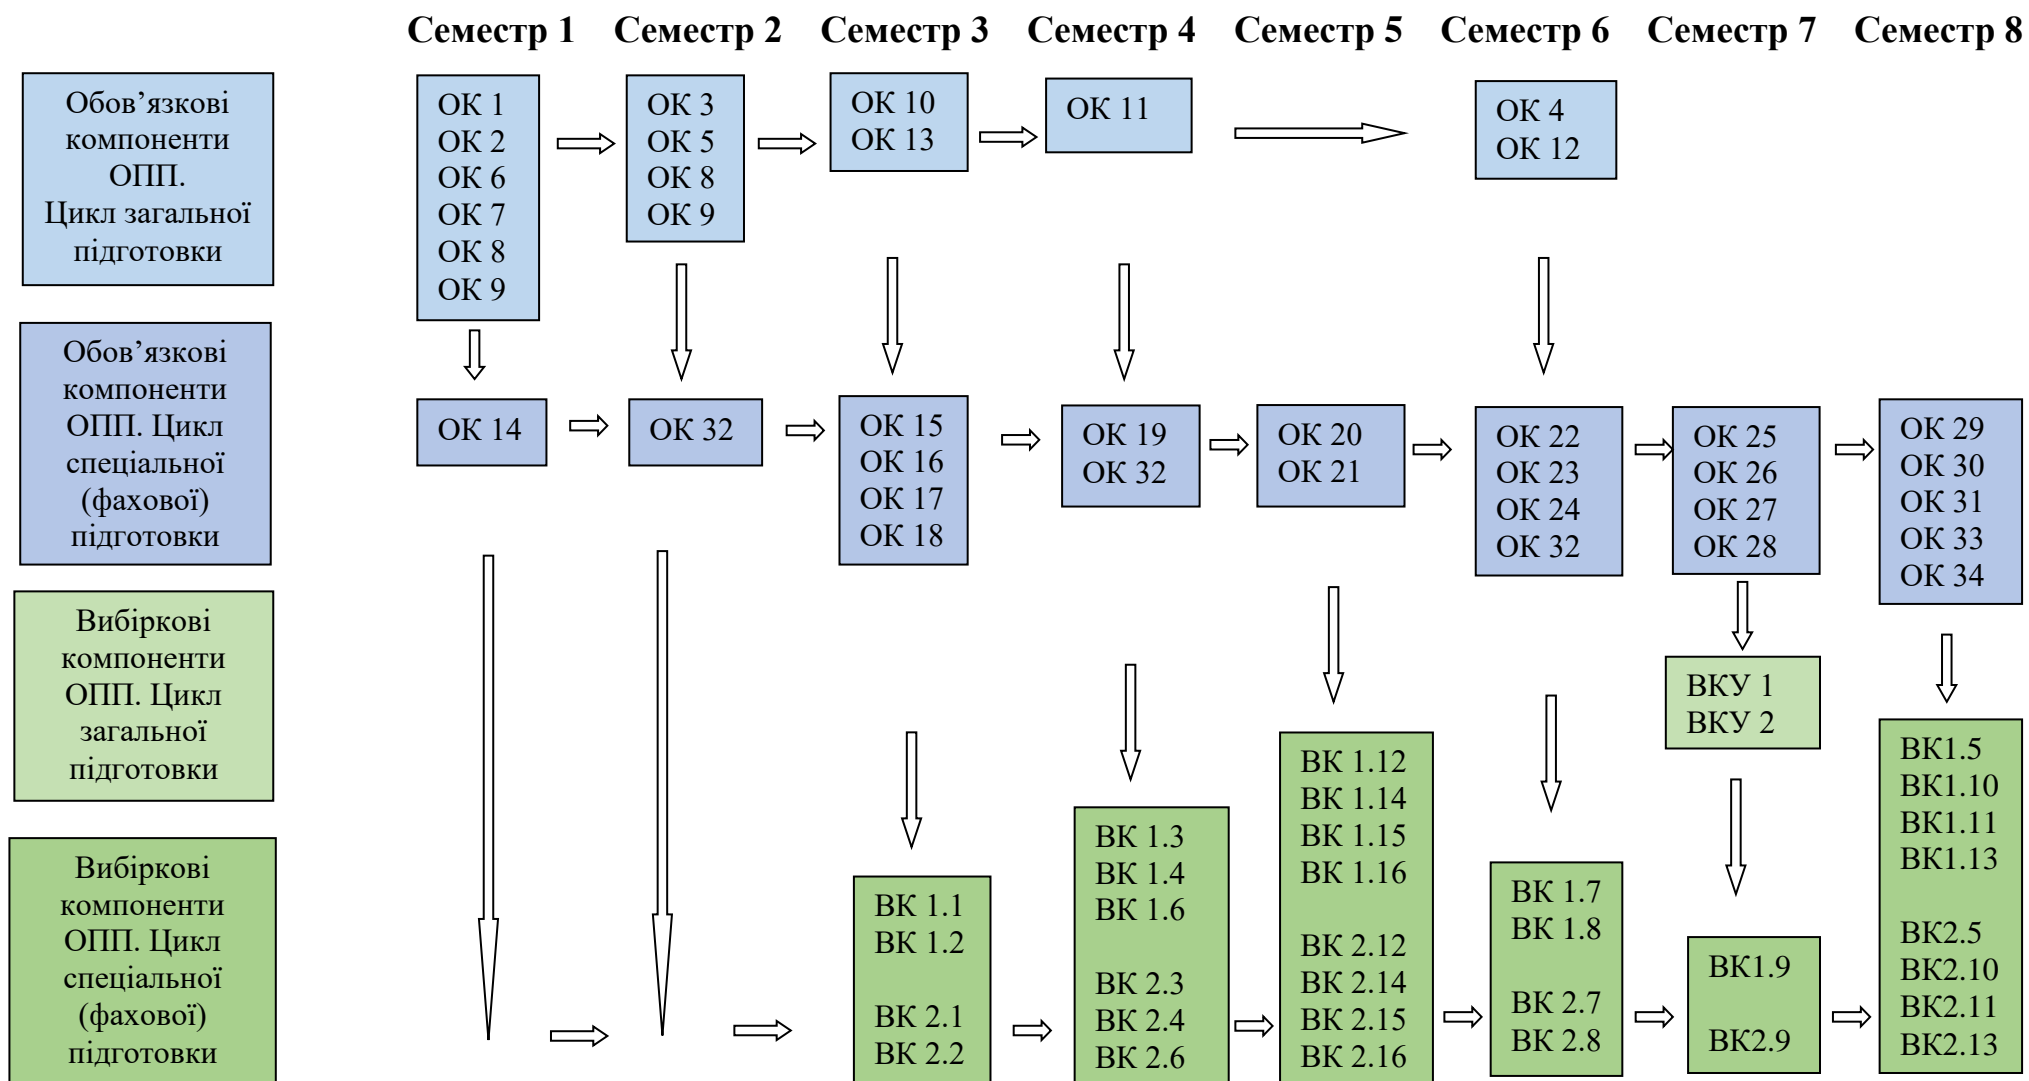 Семестр 1 Семестр 2 Семестр 3 Семестр 4 Семестр 5 Семестр 6 Семестр 7 Семестр 8
Обов’язкові
компоненти
ОПП.
Цикл загальної
підготовки
ОК 1
ОК 2
ОК 6
ОК 7
ОК 8
ОК 9
ОК 3
ОК 5
ОК 8
ОК 9
ОК 10
ОК 13
ОК 11
ОК 4
ОК 12
Обов’язкові
компоненти
ОПП. Цикл
спеціальної
(фахової)
підготовки
ОК 14
ОК 32
ОК 15
ОК 16
ОК 17
ОК 18
ОК 19
ОК 32
ОК 20
ОК 21
ОК 22
ОК 23
ОК 24
ОК 32
ОК 25
ОК 26
ОК 27
ОК 28
ОК 29
ОК 30
ОК 31
ОК 33
ОК 34
Вибіркові
компоненти
ОПП. Цикл
загальної
підготовки
ВКУ 1
ВКУ 2
Вибіркові
компоненти
ОПП. Цикл
спеціальної
(фахової)
підготовки
ВК 1.1
ВК 1.2
ВК 2.1
ВК 2.2
ВК 1.3
ВК 1.4
ВК 1.6
ВК 2.3
ВК 2.4
ВК 2.6
ВК 1.12
ВК 1.14
ВК 1.15
ВК 1.16
ВК 2.12
ВК 2.14
ВК 2.15
ВК 2.16
ВК 1.7
ВК 1.8
ВК 2.7
ВК 2.8
ВК1.9
ВК2.9
ВК1.5
ВК1.10
ВК1.11
ВК1.13
ВК2.5
ВК2.10
ВК2.11
ВК2.13